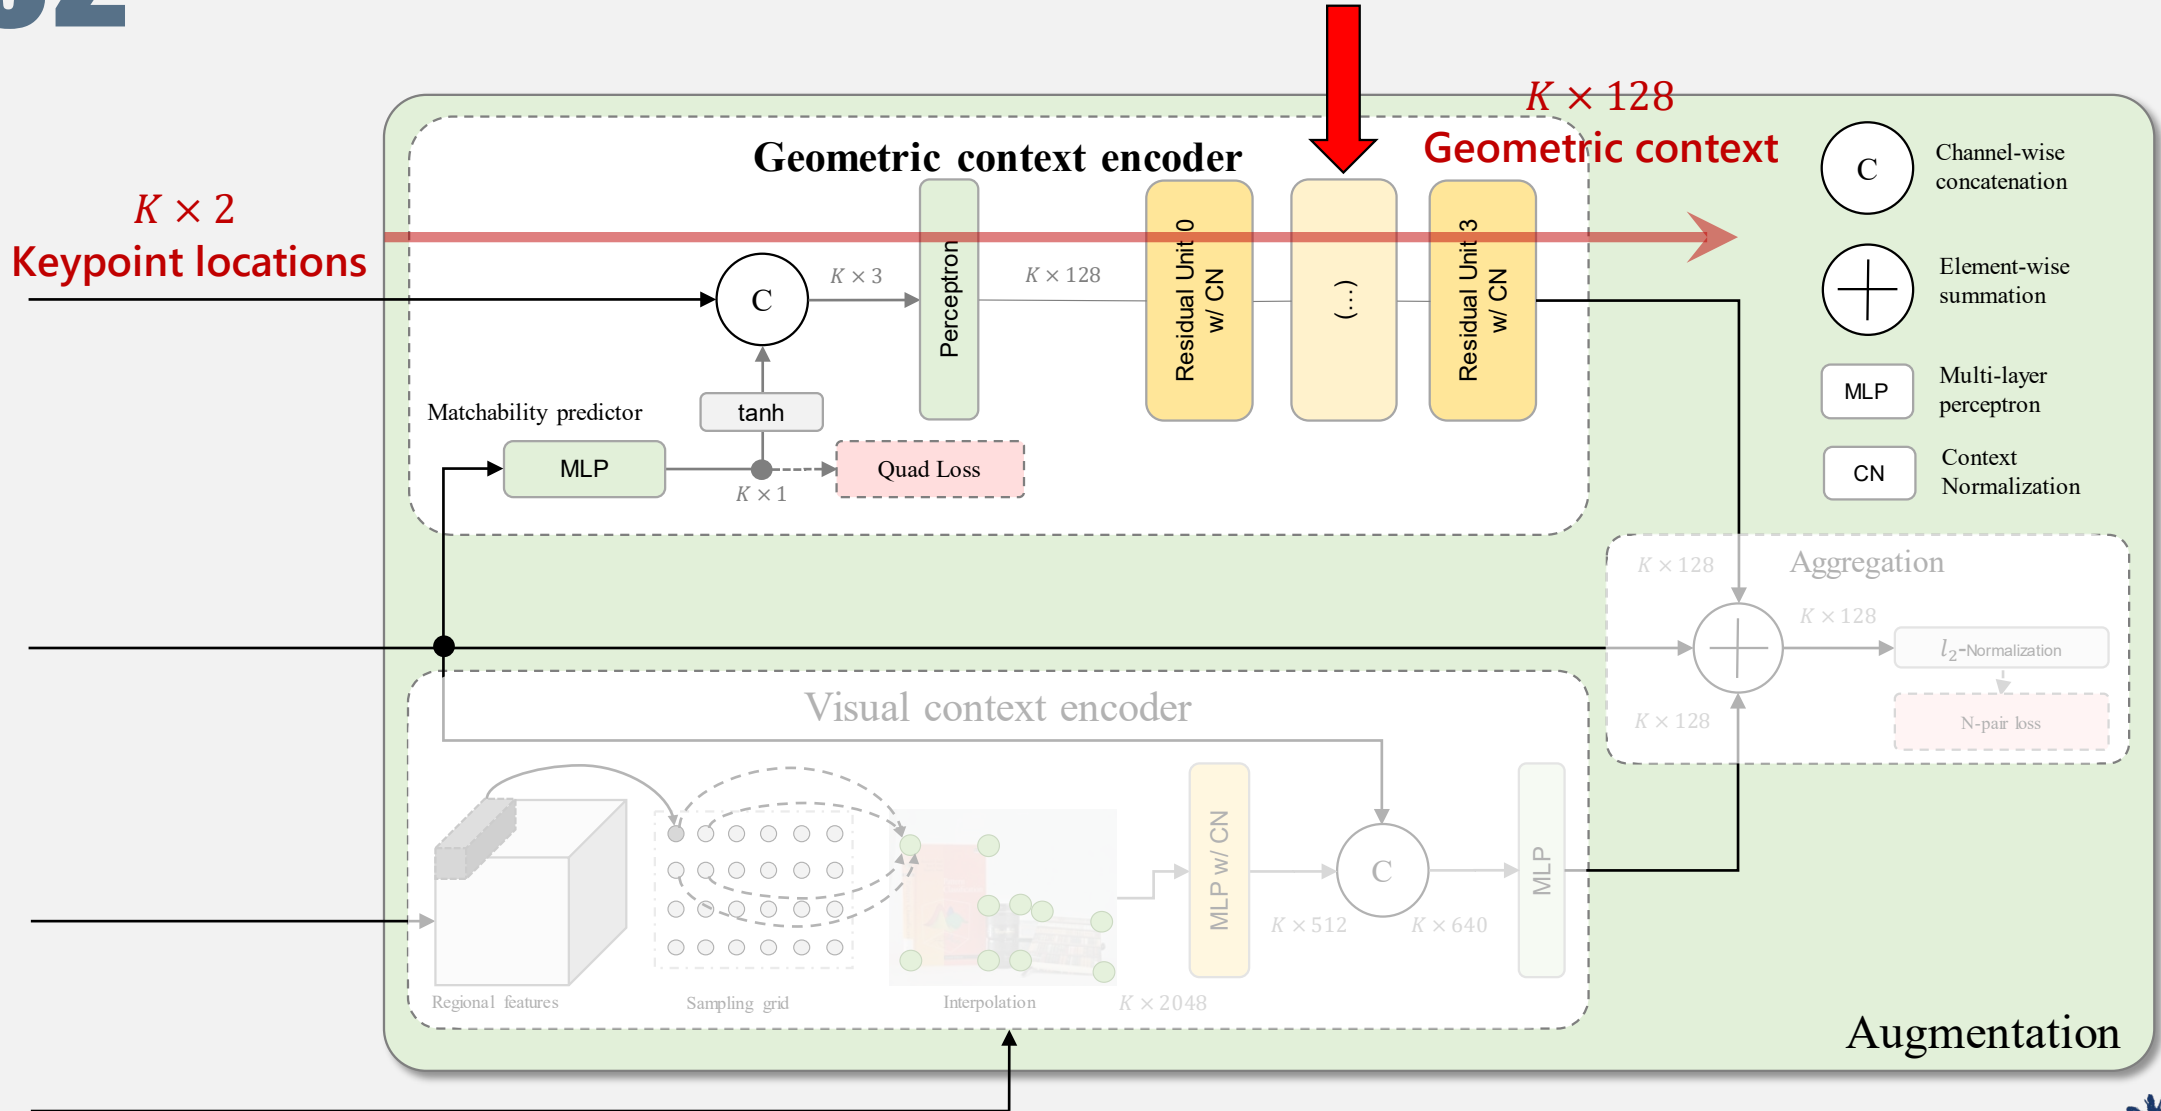 02
K × 128
Geometric context
Geometric context encoder
K × 2
Keypoint locations
C
K × 3
Perceptron
K × 128
Residual Unit 0
w/ CN
(...)
Residual Unit 3
w/ CN
Matchability predictor
tanh
MLP
K × 1
Quad Loss
C
Channel-wise
concatenation
Element-wise
summation
MLP
Multi-layer
perceptron
CN
Context
Normalization
K × 128
Aggregation
K × 128
l₂-Normalization
K × 128
N-pair loss
Visual context encoder
MLP w/ CN
K × 512
C
K × 640
MLP
Regional features
Sampling grid
Interpolation
K × 2048
Augmentation